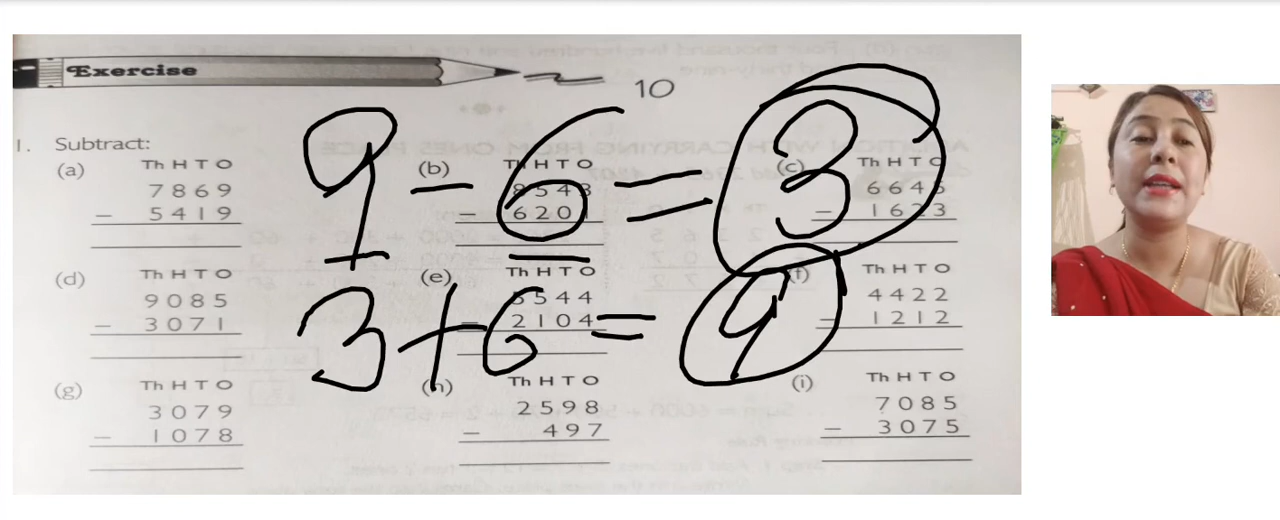 Exercise
10
1. Subtract:
(a)
Th H T O
7 8 6 9
– 5 4 1 9
(b)
Th H T O
8 5 4 3
– 6 2 0
(c)
Th H T O
6 6 4
– 1 6 2 3
9 – 6 = 3
(d)
Th H T O
9 0 8 5
– 3 0 7 1
(e)
Th H T O
5 4 4
2 1 0 4
(f)
Th H T O
4 4 2 2
– 1 2 1 2
3 + 6 = 9
(g)
Th H T O
3 0 7 9
– 1 0 7 8
(h)
Th H T O
2 5 9 8
– 4 9 7
(i)
Th H T O
7 0 8 5
– 3 0 7 5